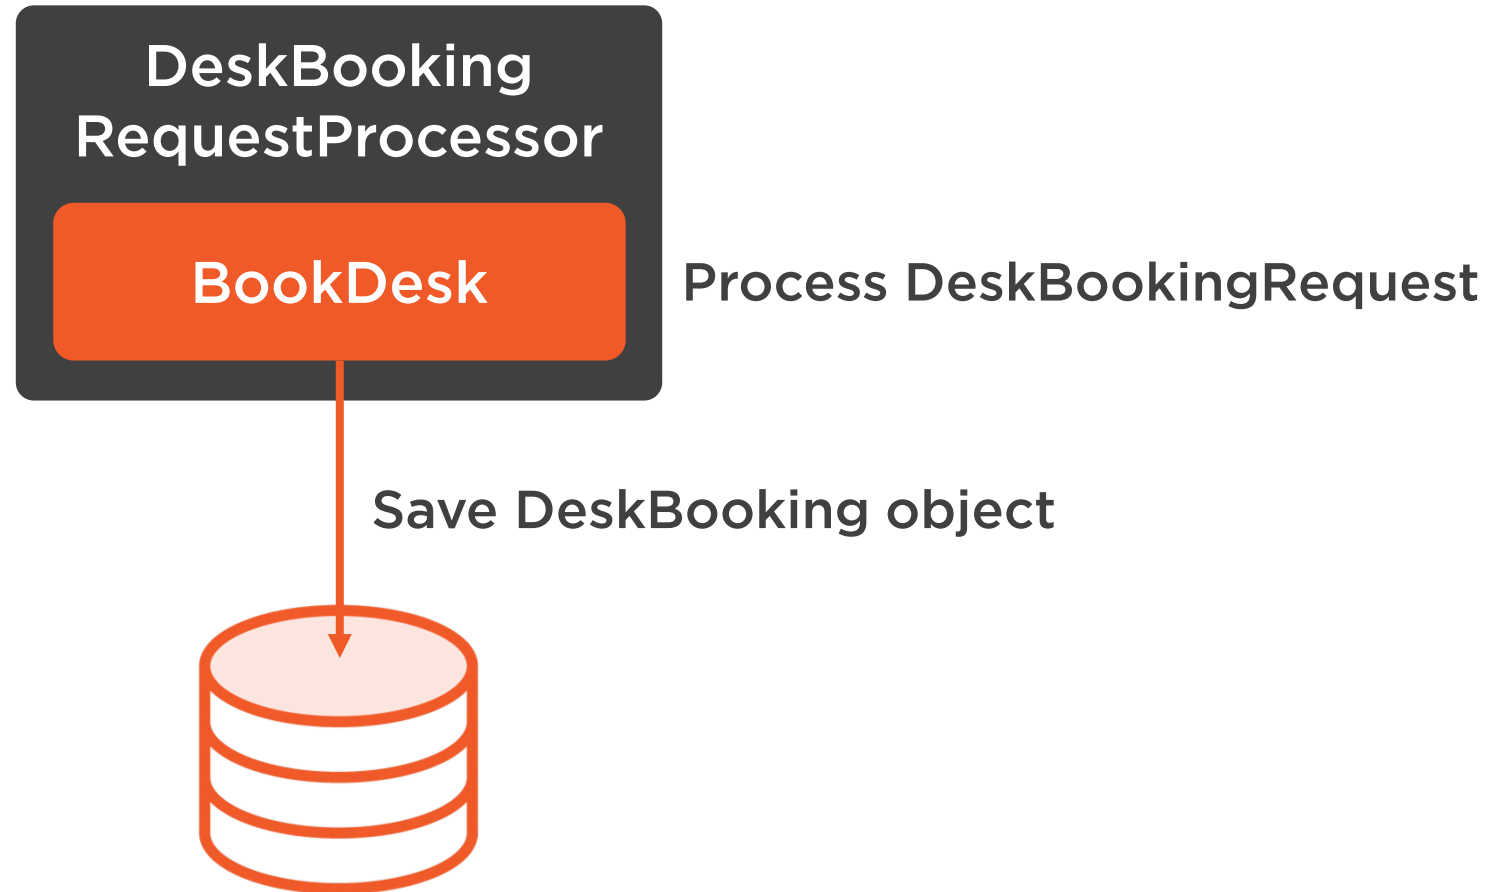 DeskBooking
RequestProcessor
BookDesk
Process DeskBookingRequest
Save DeskBooking object